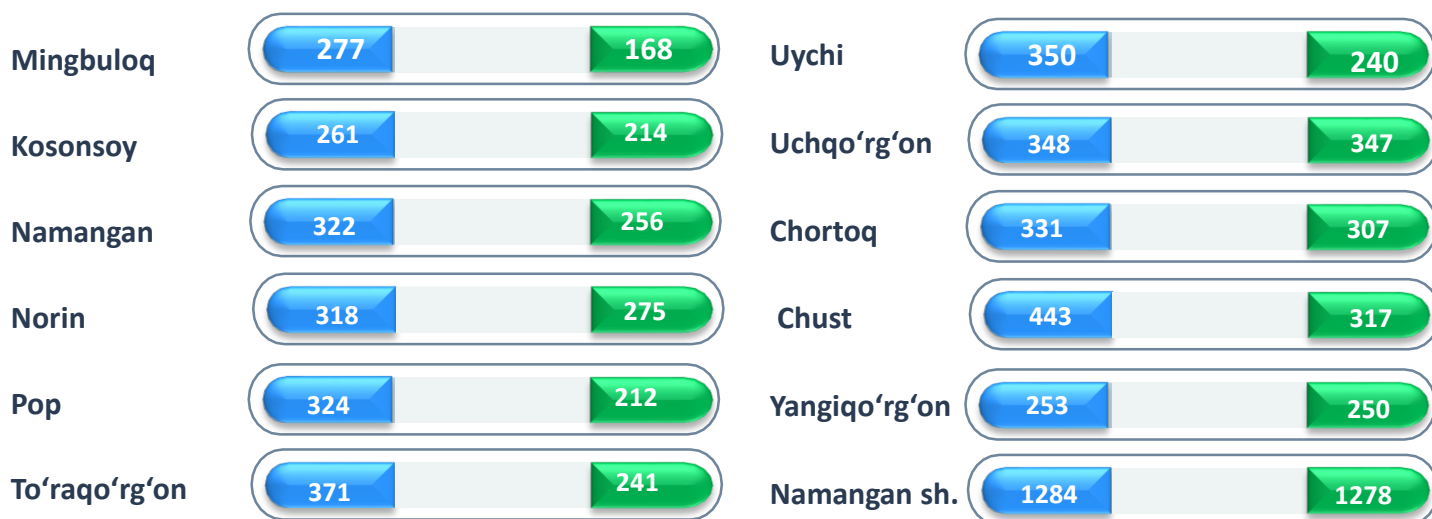 Mingbuloq 277 168
Kosonsoy 261 214
Namangan 322 256
Norin 318 275
Pop 324 212
To‘raqo‘rg‘on 371 241
Uychi 350 240
Uchqo‘rg‘on 348 347
Chortoq 331 307
Chust 443 317
Yangiqo‘rg‘on 253 250
Namangan sh. 1284 1278